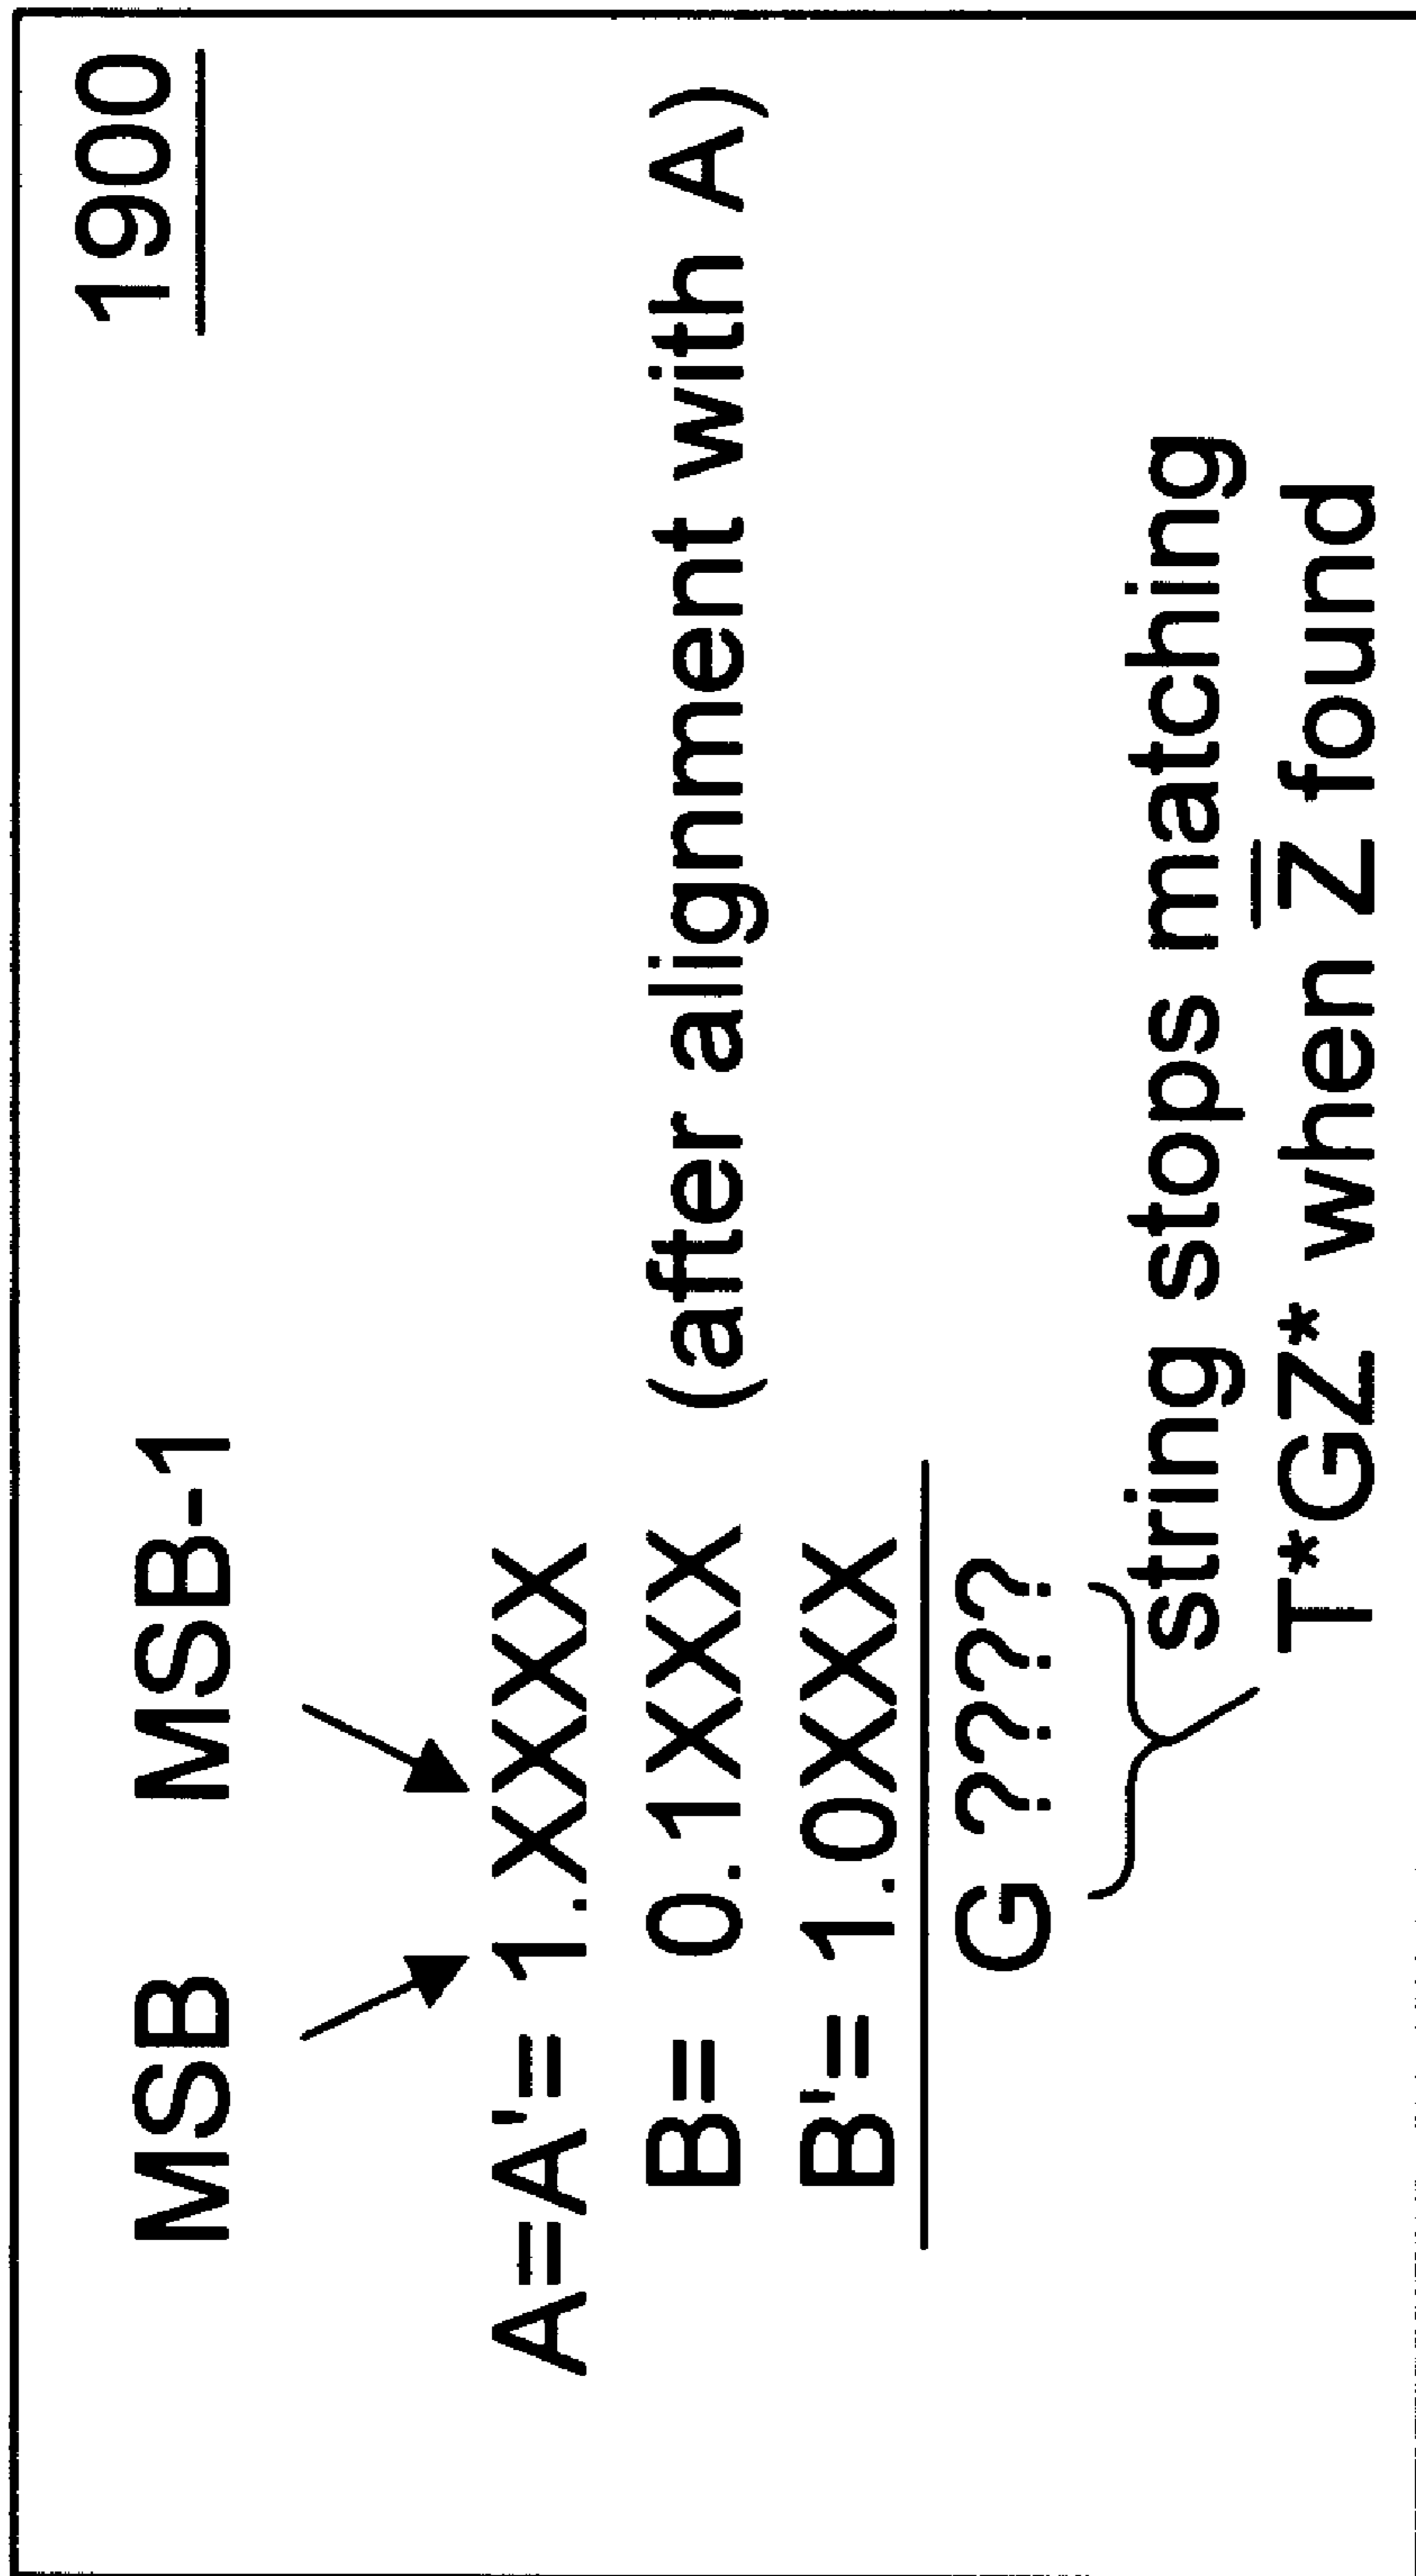 1900
MSB MSB-1
A=A'= 1.XXXX
B= 0.1XXX (after alignment with A)
B'= 1.0XXX
G ????
string stops matching
T*GZ* when Z̅ found